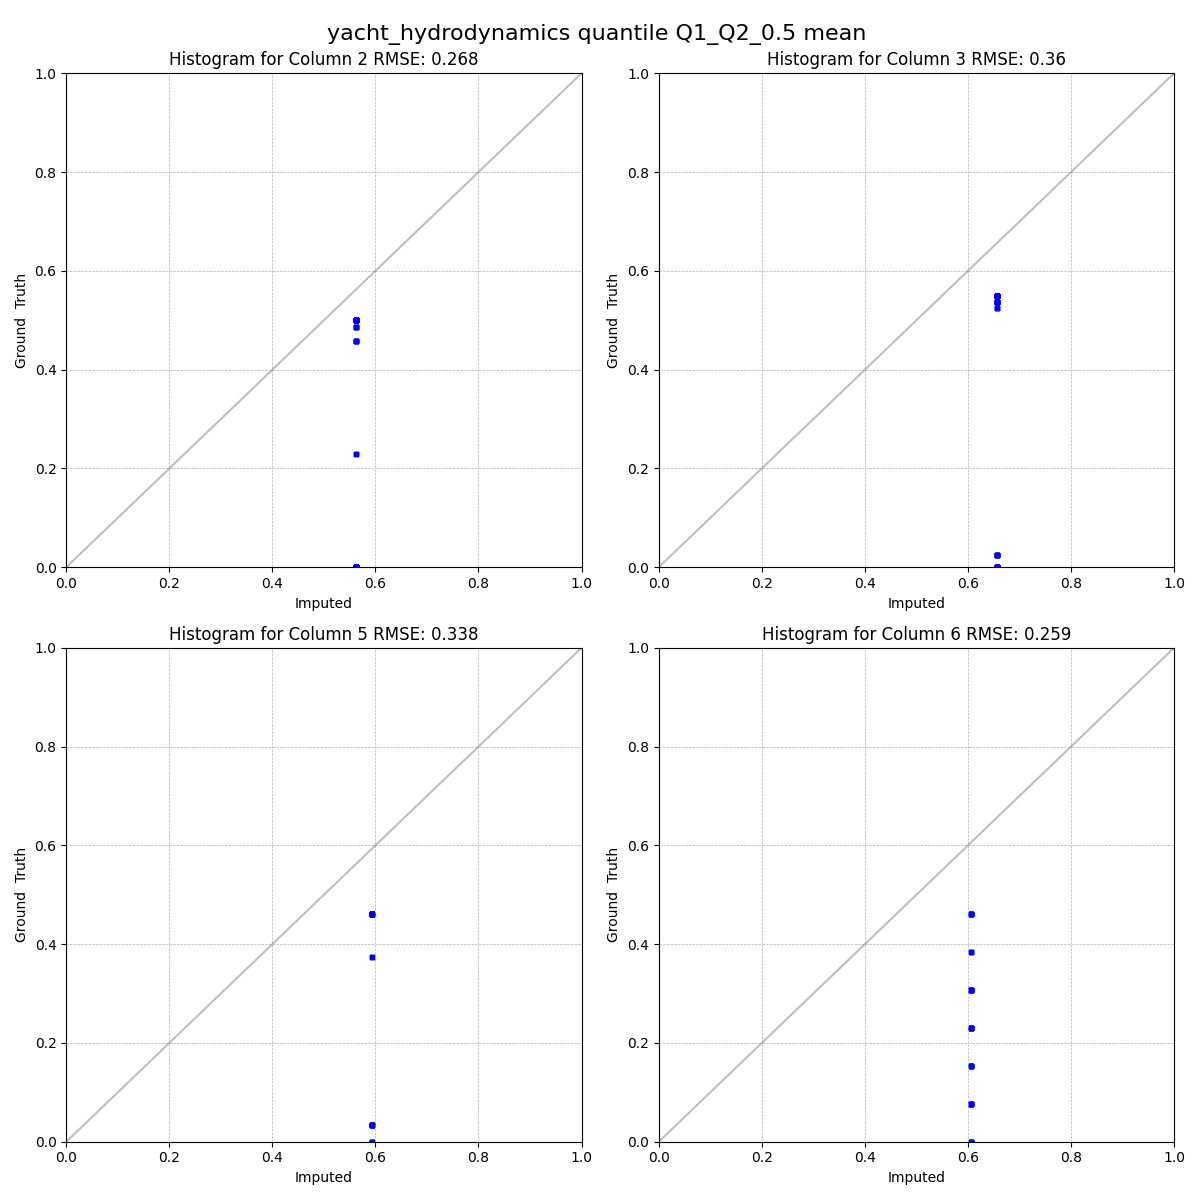 yacht_hydrodynamics quantile Q1_Q2_0.5 mean
Histogram for Column 2 RMSE: 0.268
1.0
0.8
0.6
0.4
0.2
0.0
Ground Truth
0.0 0.2 0.4 0.6 0.8 1.0
Imputed
Histogram for Column 3 RMSE: 0.36
1.0
0.8
0.6
0.4
0.2
0.0
Ground Truth
0.0 0.2 0.4 0.6 0.8 1.0
Imputed
Histogram for Column 5 RMSE: 0.338
1.0
0.8
0.6
0.4
0.2
0.0
Ground Truth
0.0 0.2 0.4 0.6 0.8 1.0
Imputed
Histogram for Column 6 RMSE: 0.259
1.0
0.8
0.6
0.4
0.2
0.0
Ground Truth
0.0 0.2 0.4 0.6 0.8 1.0
Imputed